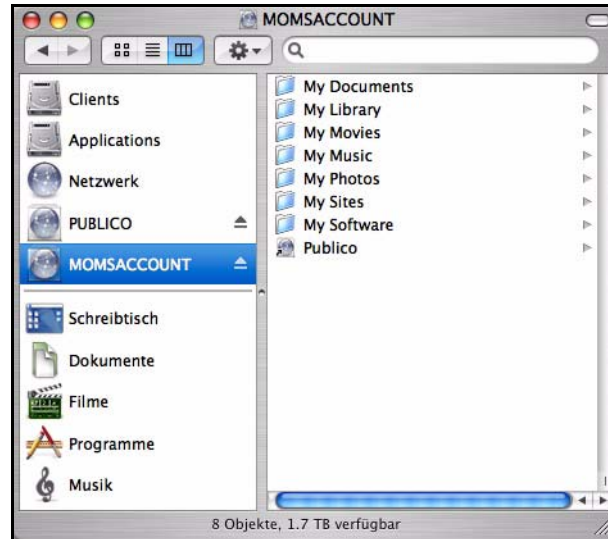 MOMSACCOUNT
Clients
Applications
Netzwerk
PUBLICO
MOMSACCOUNT
Schreibtisch
Dokumente
Filme
Programme
Musik
My Documents
My Library
My Movies
My Music
My Photos
My Sites
My Software
Publico
8 Objekte, 1.7 TB verfügbar